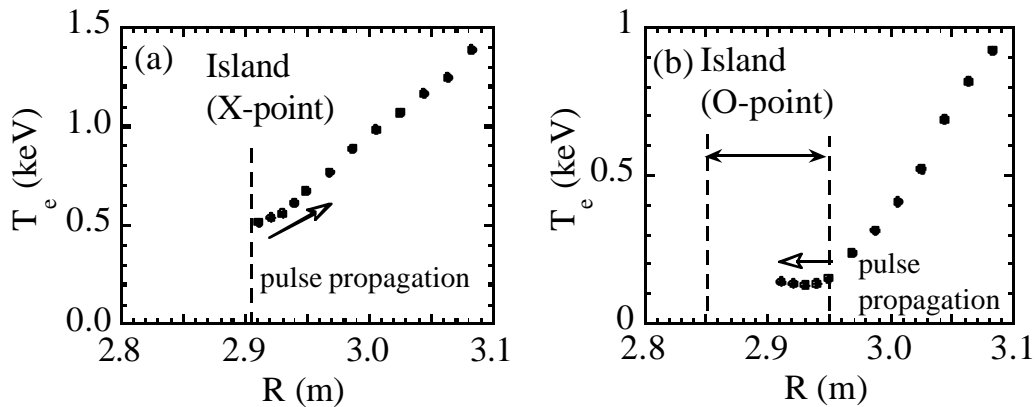 (a)
Island
(X-point)
pulse propagation
1.5
1.0
0.5
0.0
T_e (keV)
2.8 2.9 3.0 3.1
R (m)
(b)
Island
(O-point)
pulse
propagation
1
0.5
0
T_e (keV)
2.8 2.9 3.0 3.1
R (m)